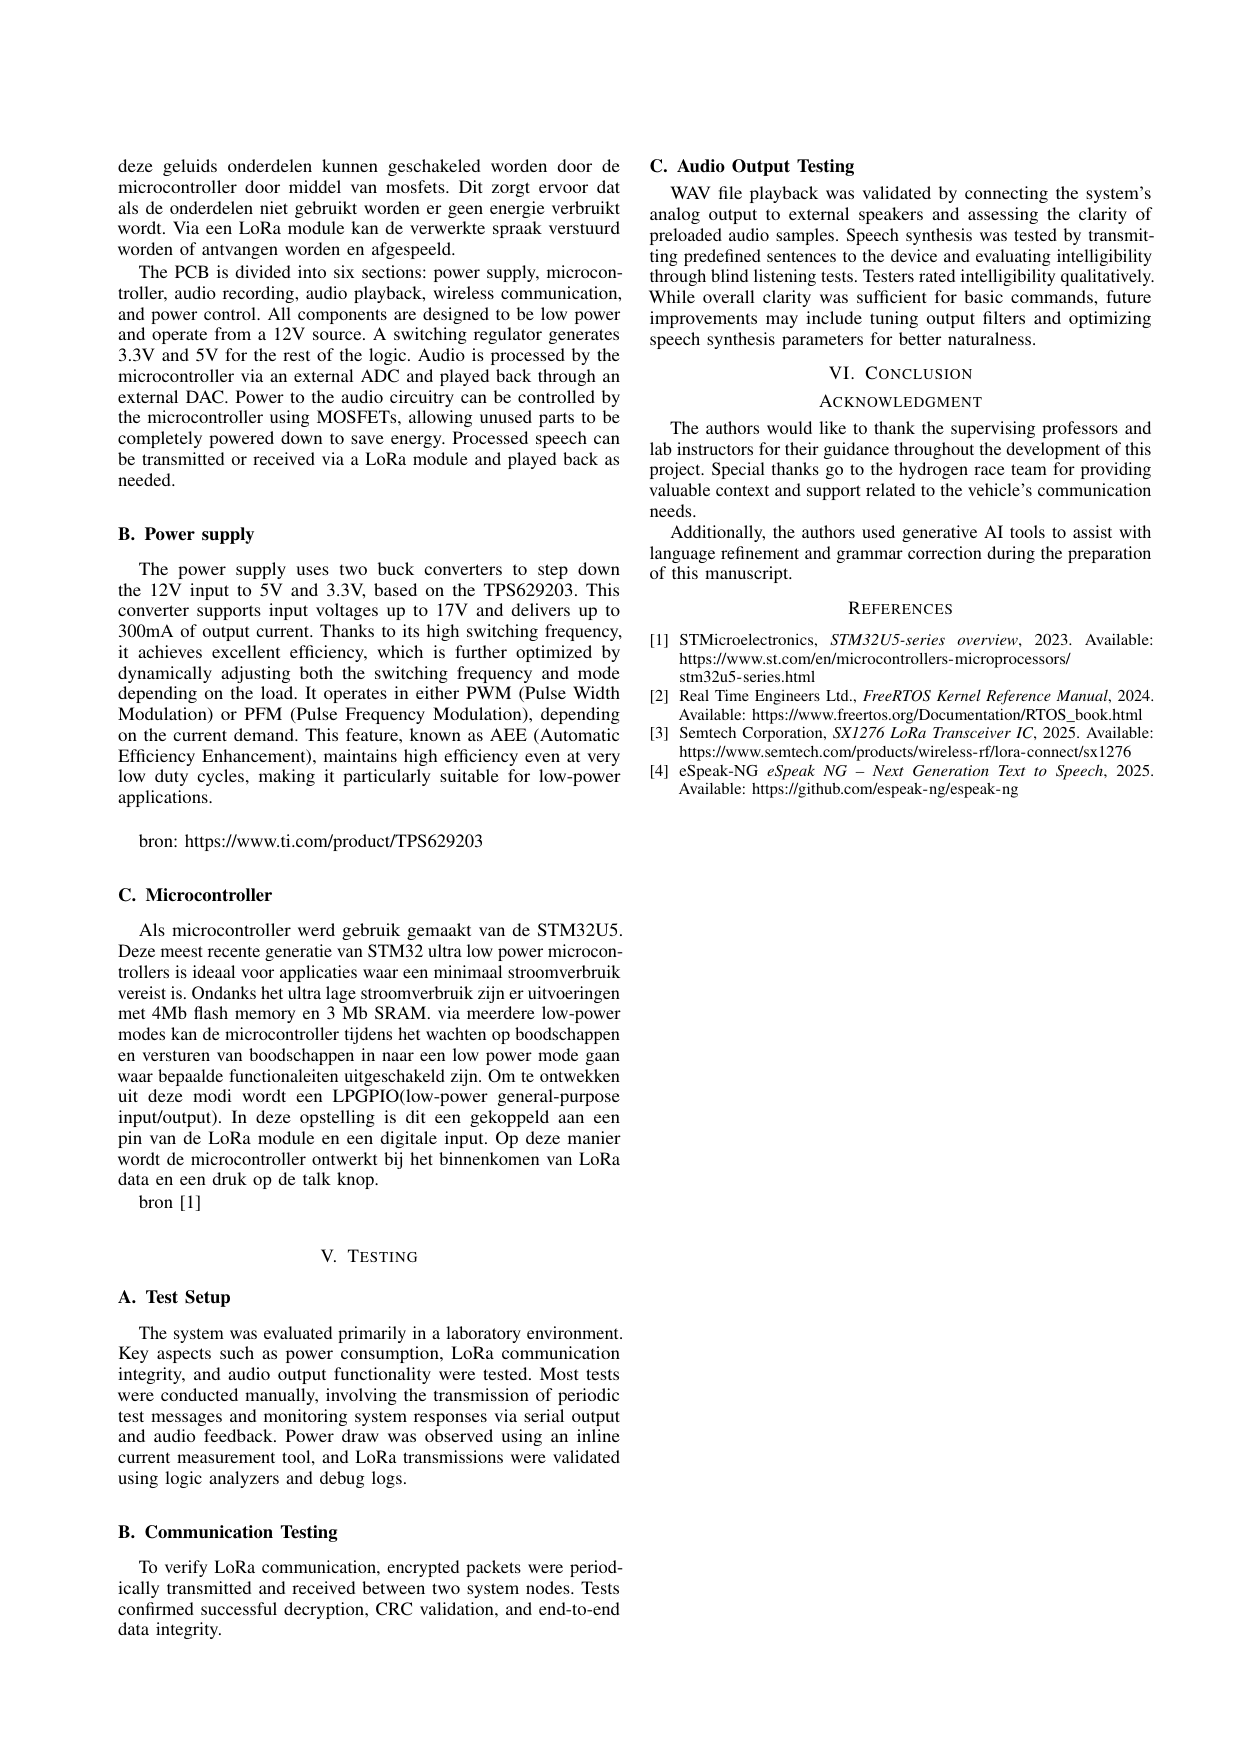 deze geluids onderdelen kunnen geschakeled worden door de
microcontroller door middel van mosfets. Dit zorgt ervoor dat
als de onderdelen niet gebruikt worden er geen energie verbruikt
wordt. Via een LoRa module kan de verwerkte spraak verstuurd
worden of antvangen worden en afgespeeld.
The PCB is divided into six sections: power supply, microcon-
troller, audio recording, audio playback, wireless communication,
and power control. All components are designed to be low power
and operate from a 12V source. A switching regulator generates
3.3V and 5V for the rest of the logic. Audio is processed by the
microcontroller via an external ADC and played back through an
external DAC. Power to the audio circuitry can be controlled by
the microcontroller using MOSFETs, allowing unused parts to be
completely powered down to save energy. Processed speech can
be transmitted or received via a LoRa module and played back as
needed.
B. Power supply
The power supply uses two buck converters to step down
the 12V input to 5V and 3.3V, based on the TPS629203. This
converter supports input voltages up to 17V and delivers up to
300mA of output current. Thanks to its high switching frequency,
it achieves excellent efficiency, which is further optimized by
dynamically adjusting both the switching frequency and mode
depending on the load. It operates in either PWM (Pulse Width
Modulation) or PFM (Pulse Frequency Modulation), depending
on the current demand. This feature, known as AEE (Automatic
Efficiency Enhancement), maintains high efficiency even at very
low duty cycles, making it particularly suitable for low-power
applications.
bron: https://www.ti.com/product/TPS629203
C. Microcontroller
Als microcontroller werd gebruik gemaakt van de STM32U5.
Deze meest recente generatie van STM32 ultra low power microcon-
trollers is ideaal voor applicaties waar een minimaal stroomverbruik
vereist is. Ondanks het ultra lage stroomverbruik zijn er uitvoeringen
met 4Mb flash memory en 3 Mb SRAM. via meerdere low-power
modes kan de microcontroller tijdens het wachten op boodschappen
en versturen van boodschappen in naar een low power mode gaan
waar bepaalde functionaleiten uitgeschakeld zijn. Om te ontwekken
uit deze modi wordt een LPGPIO(low-power general-purpose
input/output). In deze opstelling is dit een gekoppeld aan een
pin van de LoRa module en een digitale input. Op deze manier
wordt de microcontroller ontwerkt bij het binnenkomen van LoRa
data en een druk op de talk knop.
bron [1]
V. TESTING
A. Test Setup
The system was evaluated primarily in a laboratory environment.
Key aspects such as power consumption, LoRa communication
integrity, and audio output functionality were tested. Most tests
were conducted manually, involving the transmission of periodic
test messages and monitoring system responses via serial output
and audio feedback. Power draw was observed using an inline
current measurement tool, and LoRa transmissions were validated
using logic analyzers and debug logs.
B. Communication Testing
To verify LoRa communication, encrypted packets were period-
ically transmitted and received between two system nodes. Tests
confirmed successful decryption, CRC validation, and end-to-end
data integrity.
C. Audio Output Testing
WAV file playback was validated by connecting the system's
analog output to external speakers and assessing the clarity of
preloaded audio samples. Speech synthesis was tested by transmit-
ting predefined sentences to the device and evaluating intelligibility
through blind listening tests. Testers rated intelligibility qualitatively.
While overall clarity was sufficient for basic commands, future
improvements may include tuning output filters and optimizing
speech synthesis parameters for better naturalness.
VI. CONCLUSION
ACKNOWLEDGMENT
The authors would like to thank the supervising professors and
lab instructors for their guidance throughout the development of this
project. Special thanks go to the hydrogen race team for providing
valuable context and support related to the vehicle's communication
needs.
Additionally, the authors used generative AI tools to assist with
language refinement and grammar correction during the preparation
of this manuscript.
REFERENCES
[1] STMicroelectronics, STM32U5-series overview, 2023. Available:
https://www.st.com/en/microcontrollers-microprocessors/
stm32u5-series.html
[2] Real Time Engineers Ltd., FreeRTOS Kernel Reference Manual, 2024.
Available: https://www.freertos.org/Documentation/RTOS_book.html
[3] Semtech Corporation, SX1276 LoRa Transceiver IC, 2025. Available:
https://www.semtech.com/products/wireless-rf/lora-connect/sx1276
[4] eSpeak-NG eSpeak NG – Next Generation Text to Speech, 2025.
Available: https://github.com/espeak-ng/espeak-ng